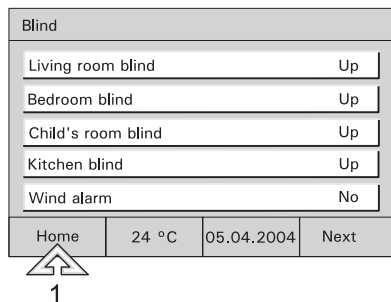 Blind
Living room blind Up
Bedroom blind Up
Child's room blind Up
Kitchen blind Up
Wind alarm No
Home 24 °C 05.04.2004 Next
1